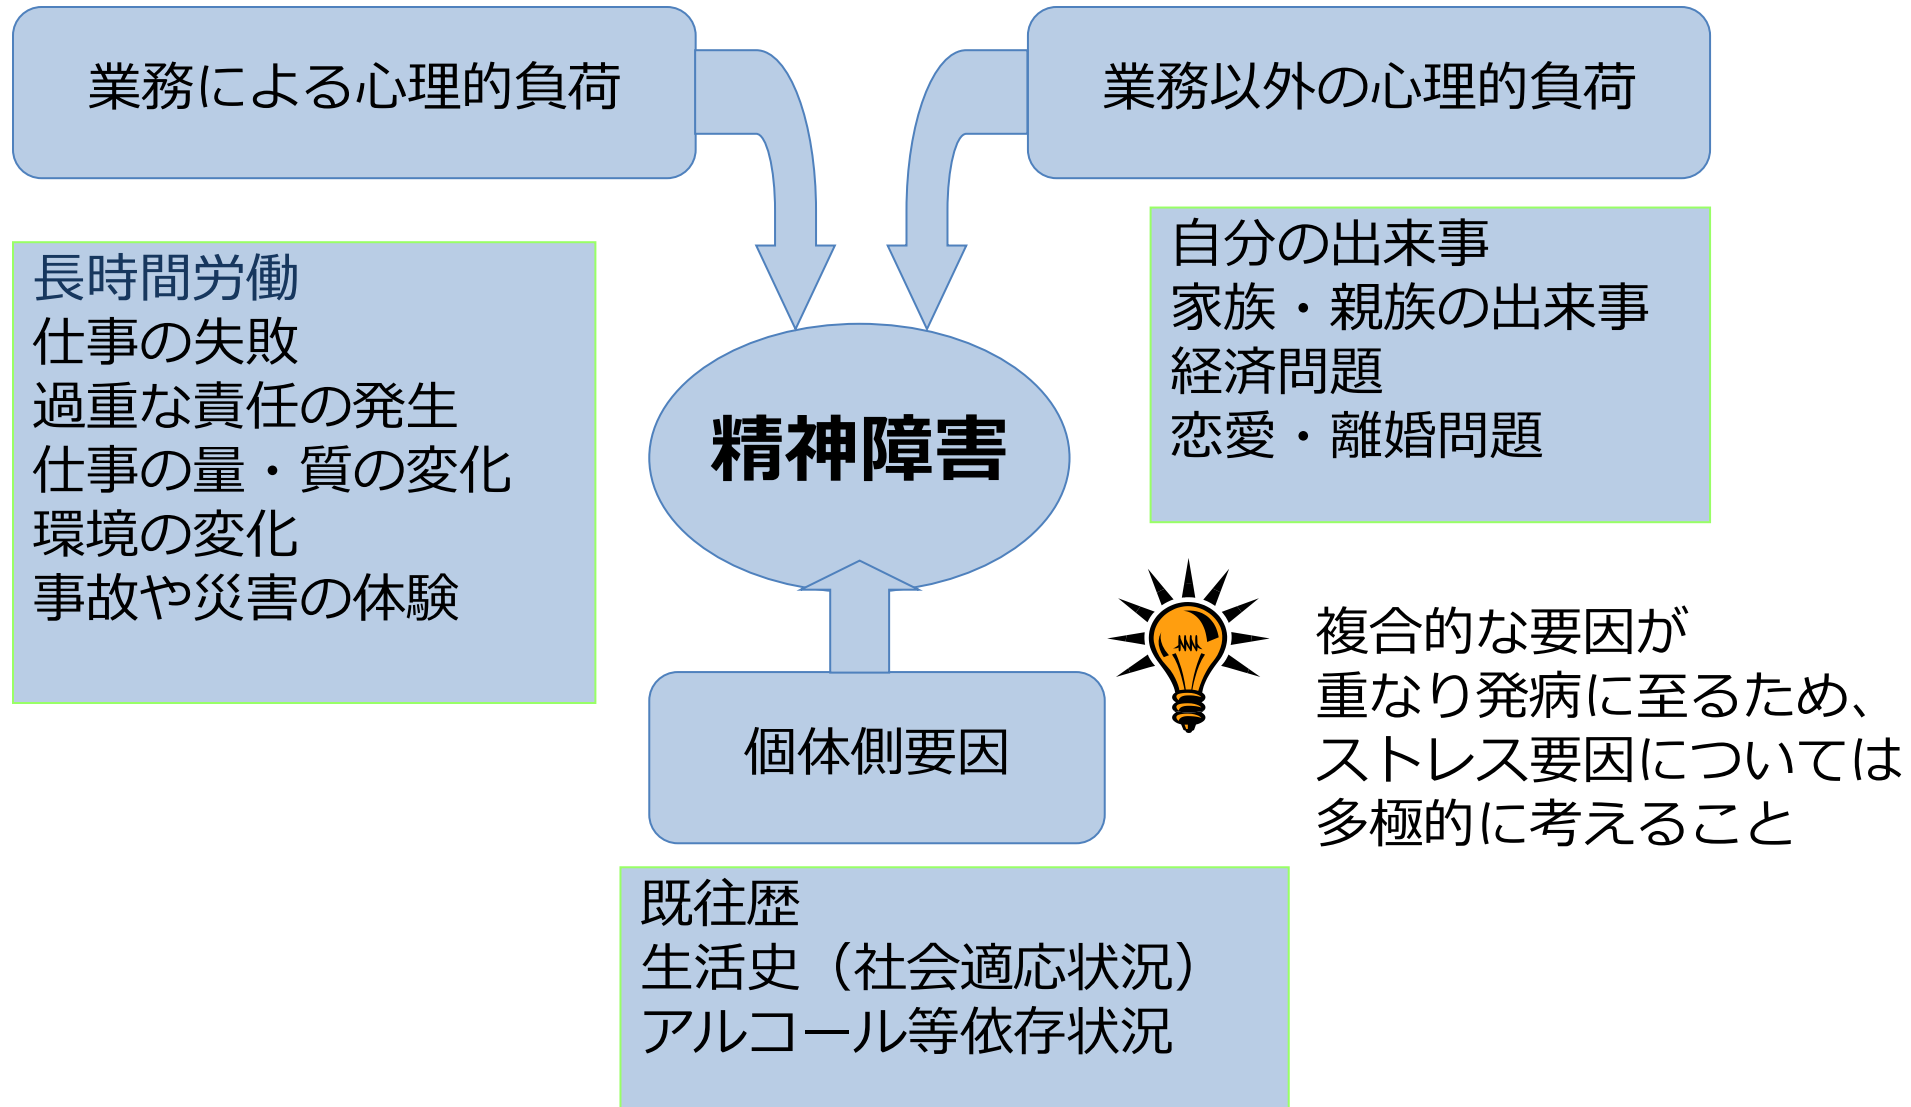 業務による心理的負荷
業務以外の心理的負荷
長時間労働
仕事の失敗
過重な責任の発生
仕事の量・質の変化
環境の変化
事故や災害の体験
自分の出来事
家族・親族の出来事
経済問題
恋愛・離婚問題
精神障害
個体側要因
既往歴
生活史（社会適応状況）
アルコール等依存状況
複合的な要因が
重なり発病に至るため、
ストレス要因については
多極的に考えること